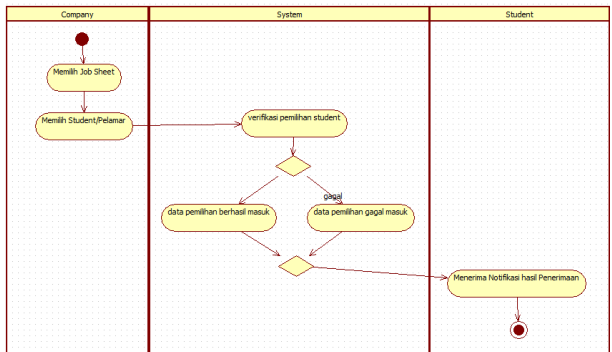 Company
System
Student
Memilih Job Sheet
Memilih Student/Pelamar
verifikasi pemilihan student
gagal
data pemilihan berhasil masuk
data pemilihan gagal masuk
Menerima Notifikasi hasil Penerimaan